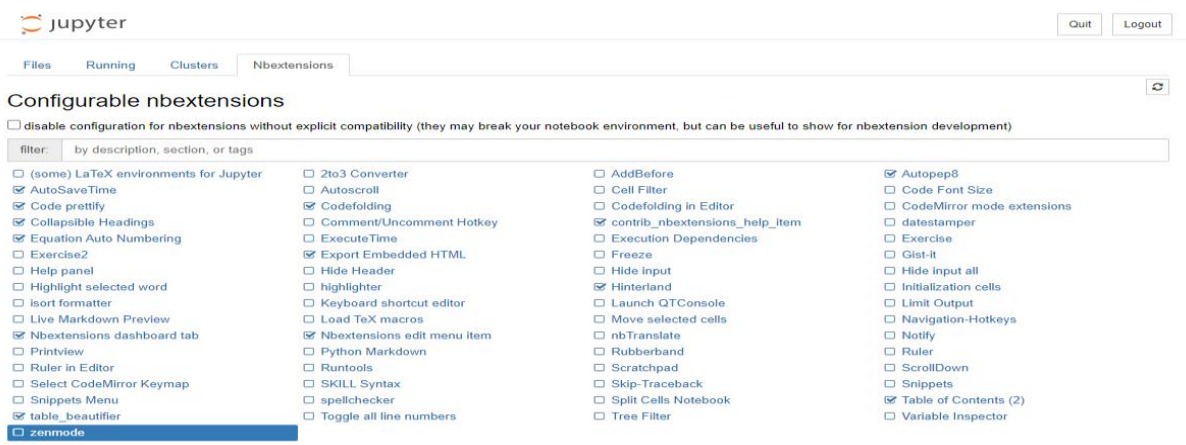 jupyter
Quit Logout
Files Running Clusters Nbextensions
Configurable nbextensions
disable configuration for nbextensions without explicit compatibility (they may break your notebook environment, but can be useful to show for nbextension development)
filter: by description, section, or tags
(some) LaTeX environments for Jupyter 2to3 Converter AddBefore Autopep8
AutoSaveTime Autoscroll Cell Filter Code Font Size
Code prettify Codefolding Codefolding in Editor CodeMirror mode extensions
Collapsible Headings Comment/Uncomment Hotkey contrib_nbextensions_help_item datestamper
Equation Auto Numbering ExecuteTime Execution Dependencies Exercise
Exercise2 Export Embedded HTML Freeze Gist-it
Help panel Hide Header Hide input Hide input all
Highlight selected word highlighter Hinterland Initialization cells
isort formatter Keyboard shortcut editor Launch QTConsole Limit Output
Live Markdown Preview Load TeX macros Move selected cells Navigation-Hotkeys
Nbextensions dashboard tab Nbextensions edit menu item nbTranslate Notify
Printview Python Markdown Rubberband Ruler
Ruler in Editor Runtools Scratchpad ScrollDown
Select CodeMirror Keymap SKILL Syntax Skip-Traceback Snippets
Snippets Menu spellchecker Split Cells Notebook Table of Contents (2)
table_beautifier Toggle all line numbers Tree Filter Variable Inspector
zenmode